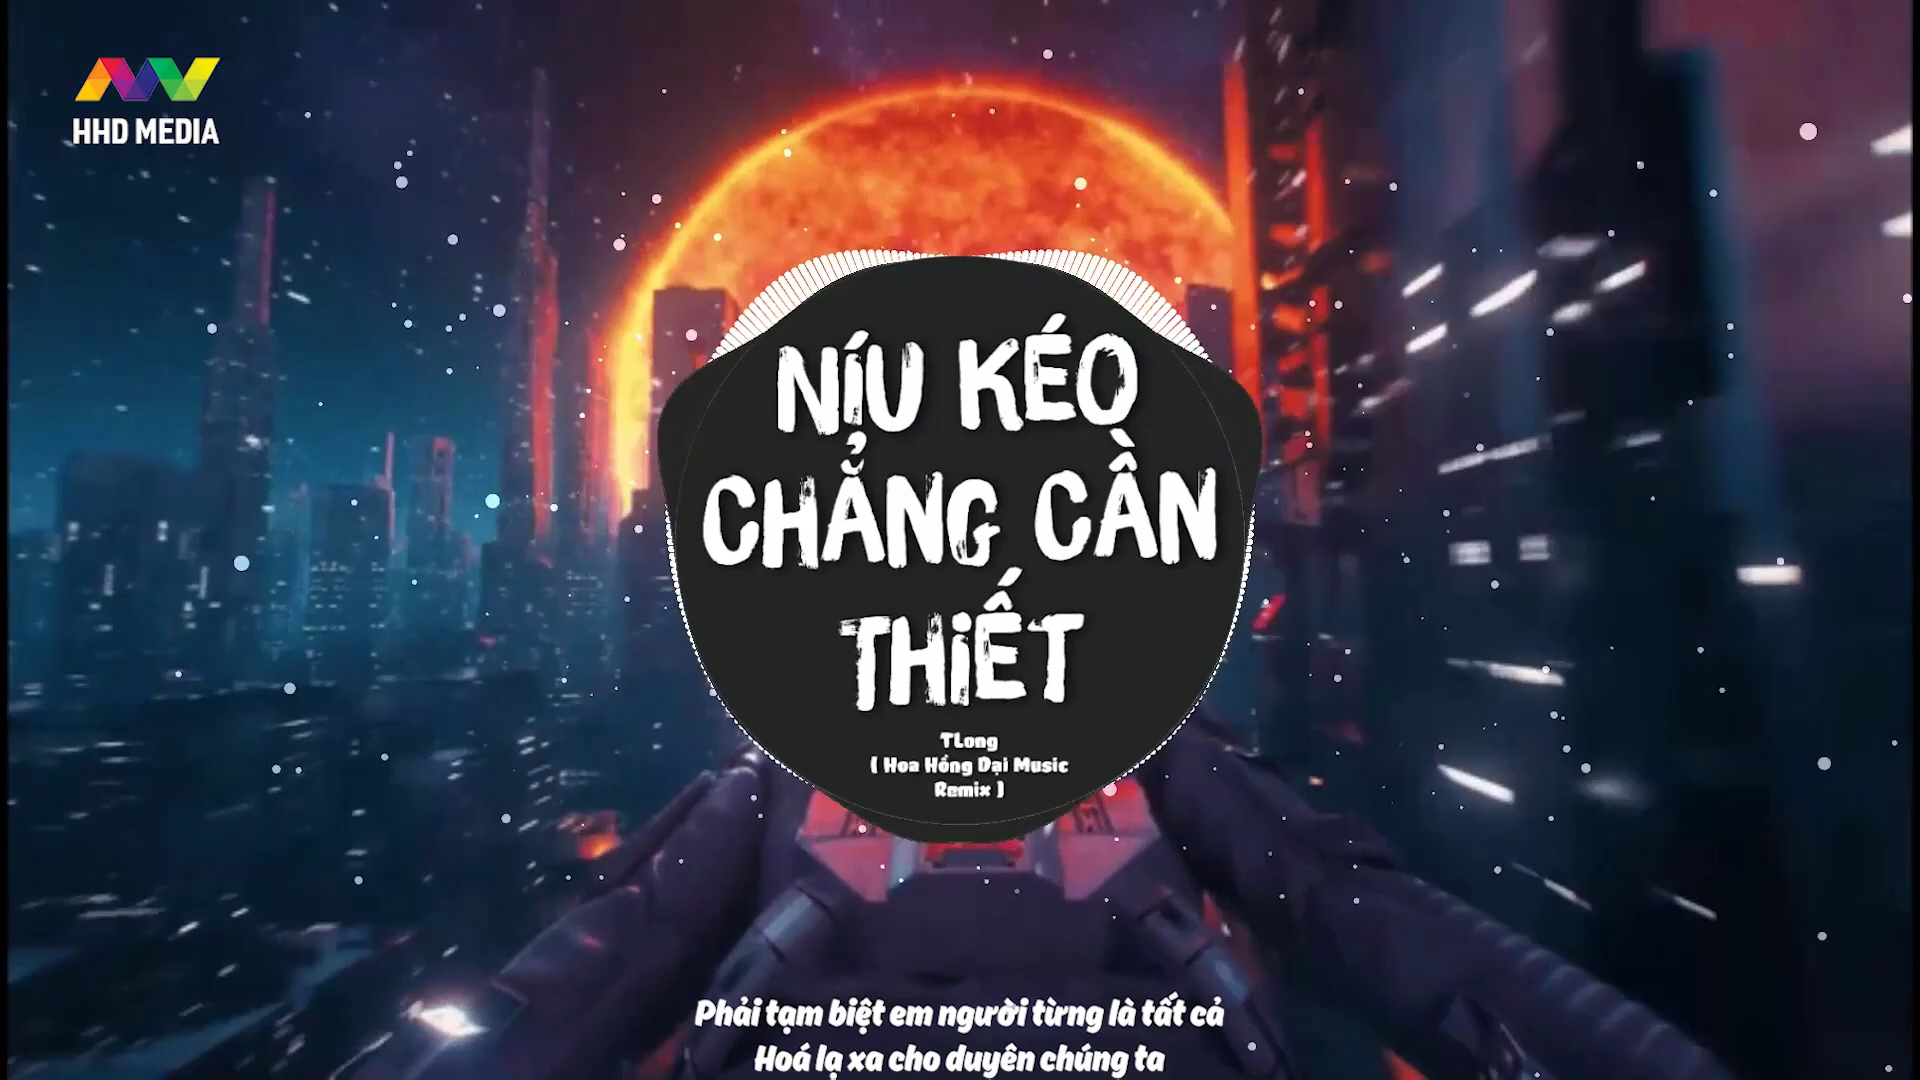 HHD MEDIA
NÍU KÉO
CHẲNG CẦN
THIẾT
TLong
( Hoa Hồng Dại Music
Remix )
Phải tạm biệt em người từng là tất cả
Hoá lạ xa cho duyên chúng ta